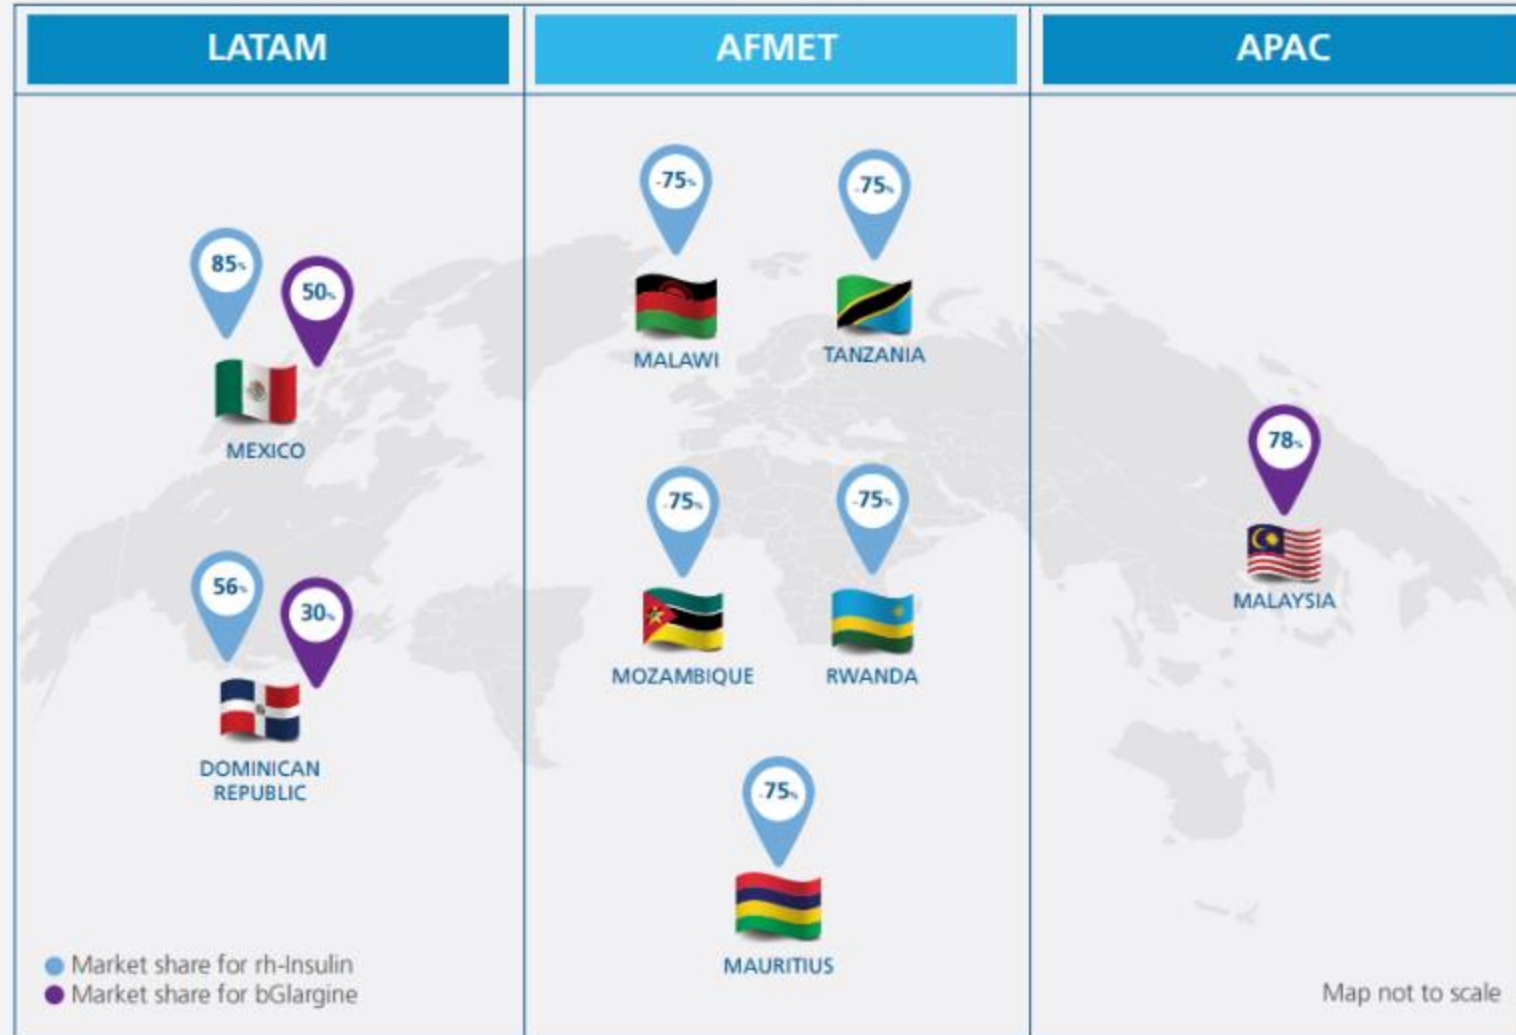 LATAM
AFMET
APAC
85%
50%
MEXICO
56%
30%
DOMINICAN
REPUBLIC
-75%
MALAWI
-75%
TANZANIA
-75%
MOZAMBIQUE
-75%
RWANDA
-75%
MAURITIUS
78%
MALAYSIA
Market share for rh-Insulin
Market share for bGlargine
Map not to scale